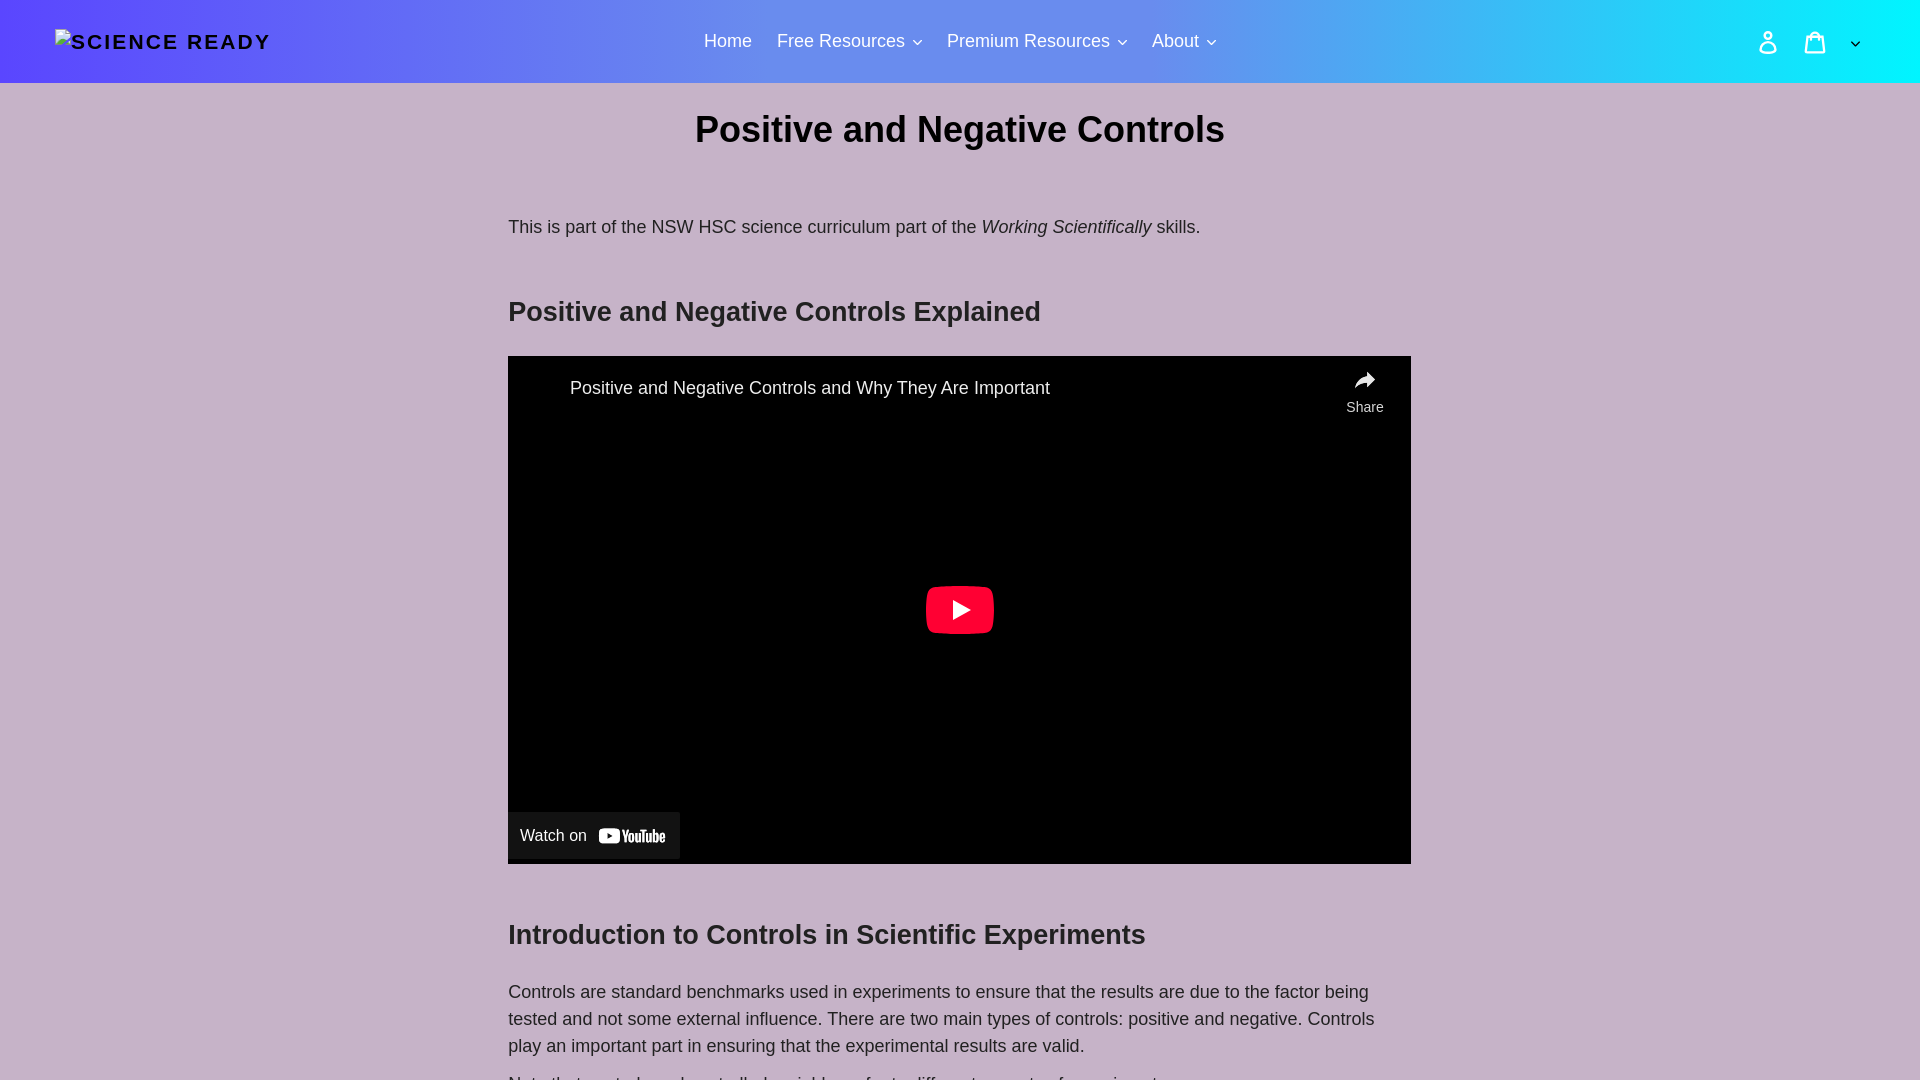 SCIENCE READY
Home Free Resources Premium Resources About
Positive and Negative Controls
This is part of the NSW HSC science curriculum part of the Working Scientifically skills.
Positive and Negative Controls Explained
Positive and Negative Controls and Why They Are Important
Share
Watch on YouTube
Introduction to Controls in Scientific Experiments
Controls are standard benchmarks used in experiments to ensure that the results are due to the factor being
tested and not some external influence. There are two main types of controls: positive and negative. Controls
play an important part in ensuring that the experimental results are valid.